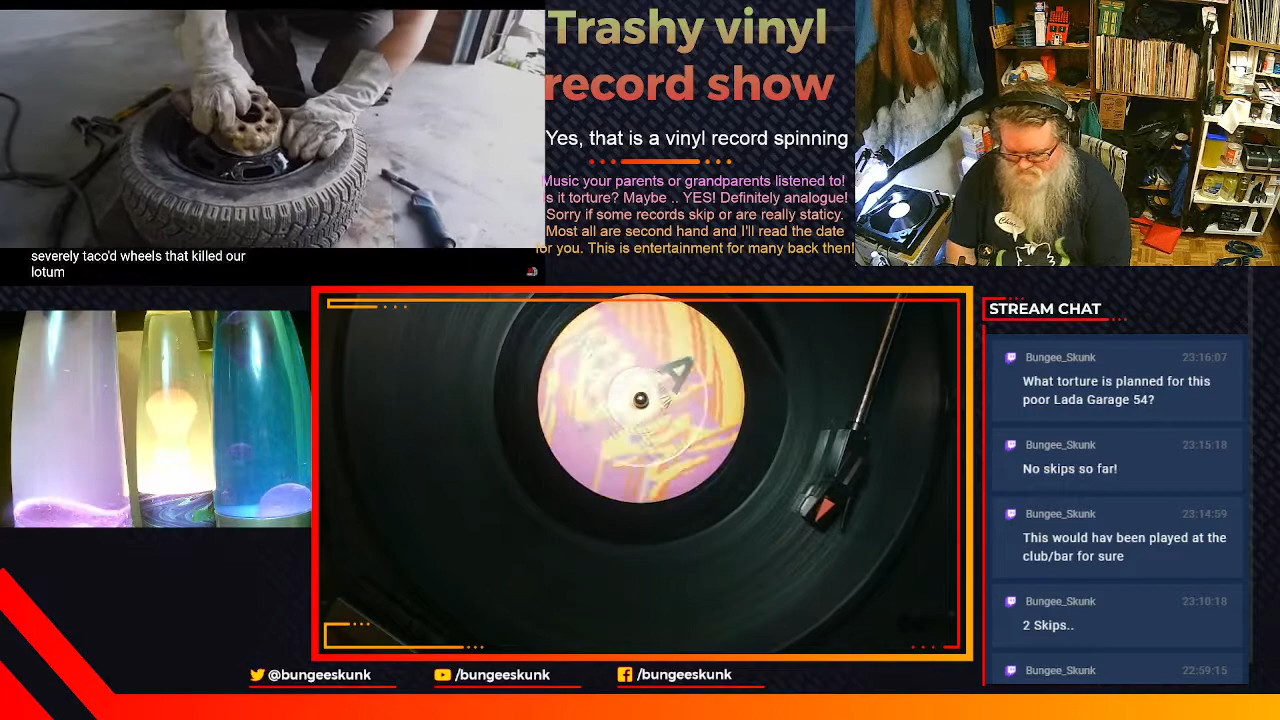 severely taco'd wheels that killed our
lotum
Trashy vinyl
record show
Yes, that is a vinyl record spinning
Music your parents or grandparents listened to!
Is it torture? Maybe .. YES! Definitely analogue!
Sorry if some records skip or are really staticy.
Most all are second hand and I'll read the date
for you. This is entertainment for many back then!
A
STREAM CHAT
Bungee_Skunk 23:16:07
What torture is planned for this
poor Lada Garage 54?
Bungee_Skunk 23:15:18
No skips so far!
Bungee_Skunk 23:14:59
This would hav been played at the
club/bar for sure
Bungee_Skunk 23:10:18
2 Skips..
Bungee_Skunk 22:59:15
@bungeeskunk
/bungeeskunk
/bungeeskunk